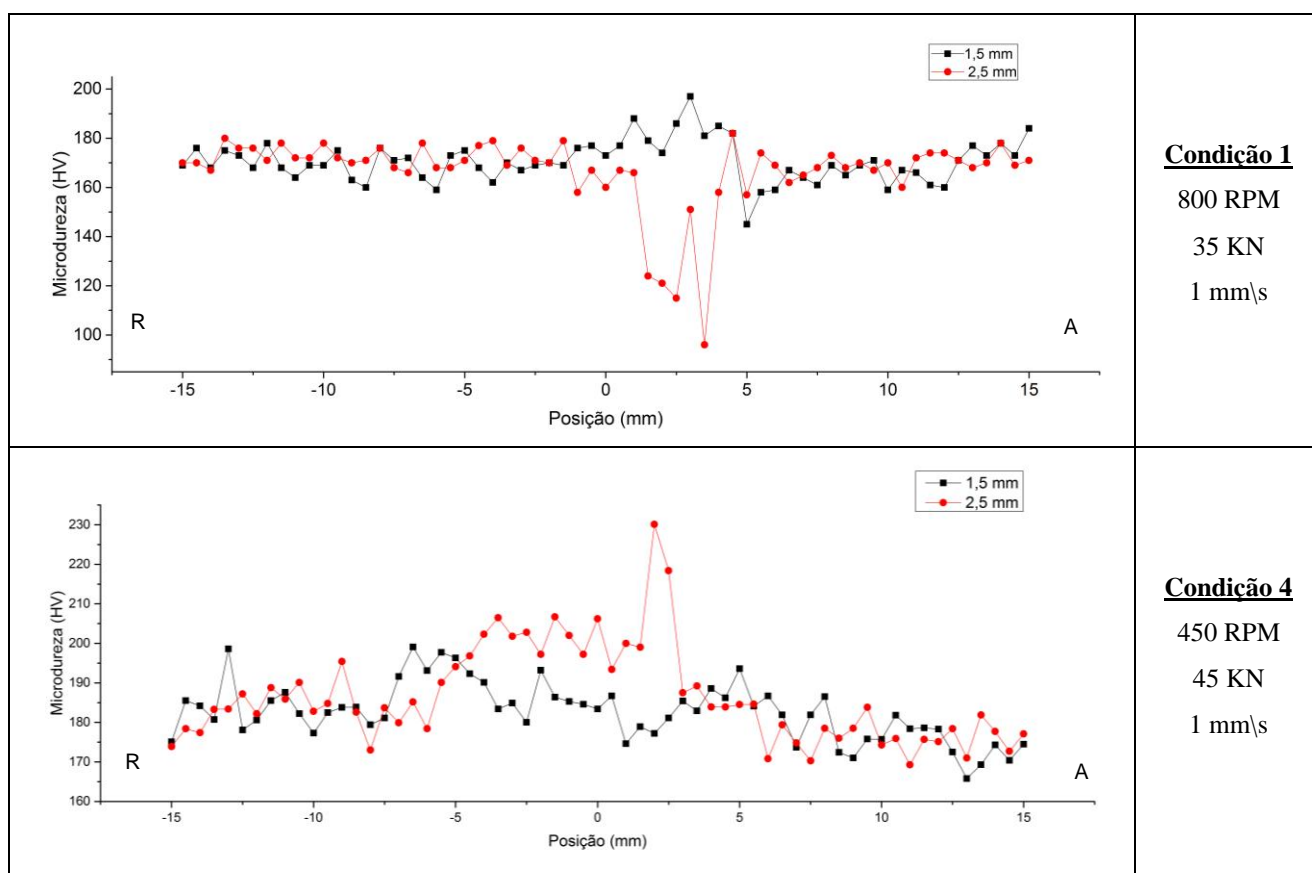 1,5 mm
2,5 mm
200
180
160
140
120
100
Microdureza (HV)
R
A
-15
-10
-5
0
5
10
15
Posição (mm)
Condição 1
800 RPM
35 KN
1 mm\s
1,5 mm
2,5 mm
230
220
210
200
190
180
170
160
Microdureza (HV)
R
A
-15
-10
-5
0
5
10
15
Posição (mm)
Condição 4
450 RPM
45 KN
1 mm\s